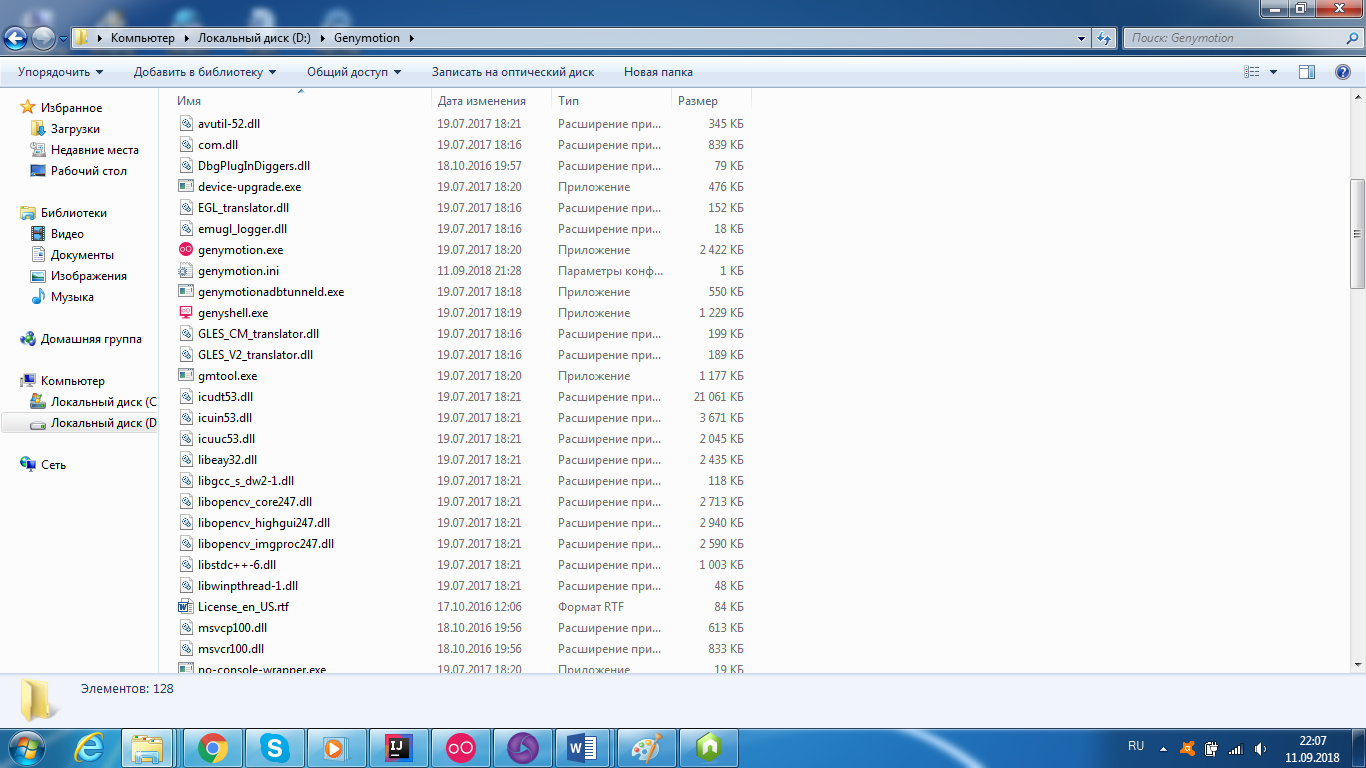 Компьютер Локальный диск (D:) Genymotion Поиск: Genymotion
Упорядочить Добавить в библиотеку Общий доступ Записать на оптический диск Новая папка
Избранное
Загрузки
Недавние места
Рабочий стол
Библиотеки
Видео
Документы
Изображения
Музыка
Домашняя группа
Компьютер
Локальный диск (C
Локальный диск (D
Сеть
Имя Дата изменения Тип Размер
avutil-52.dll 19.07.2017 18:21 Расширение при... 345 КБ
com.dll 19.07.2017 18:16 Расширение при... 839 КБ
DbgPlugInDiggers.dll 18.10.2016 19:57 Расширение при... 79 КБ
device-upgrade.exe 19.07.2017 18:20 Приложение 476 КБ
EGL_translator.dll 19.07.2017 18:16 Расширение при... 152 КБ
emugl_logger.dll 19.07.2017 18:16 Расширение при... 18 КБ
genymotion.exe 19.07.2017 18:20 Приложение 2 422 КБ
genymotion.ini 11.09.2018 21:28 Параметры конф... 1 КБ
genymotionadbtunneld.exe 19.07.2017 18:18 Приложение 550 КБ
genyshell.exe 19.07.2017 18:19 Приложение 1 229 КБ
GLES_CM_translator.dll 19.07.2017 18:16 Расширение при... 199 КБ
GLES_V2_translator.dll 19.07.2017 18:16 Расширение при... 189 КБ
gmtool.exe 19.07.2017 18:20 Приложение 1 177 КБ
icudt53.dll 19.07.2017 18:21 Расширение при... 21 061 КБ
icuin53.dll 19.07.2017 18:21 Расширение при... 3 671 КБ
icuuc53.dll 19.07.2017 18:21 Расширение при... 2 045 КБ
libeay32.dll 19.07.2017 18:21 Расширение при... 2 435 КБ
libgcc_s_dw2-1.dll 19.07.2017 18:21 Расширение при... 118 КБ
libopencv_core247.dll 19.07.2017 18:21 Расширение при... 2 713 КБ
libopencv_highgui247.dll 19.07.2017 18:21 Расширение при... 2 940 КБ
libopencv_imgproc247.dll 19.07.2017 18:21 Расширение при... 2 590 КБ
libstdc++-6.dll 19.07.2017 18:21 Расширение при... 1 003 КБ
libwinpthread-1.dll 19.07.2017 18:21 Расширение при... 48 КБ
License_en_US.rtf 17.10.2016 12:06 Формат RTF 84 КБ
msvcp100.dll 18.10.2016 19:56 Расширение при... 613 КБ
msvcr100.dll 18.10.2016 19:56 Расширение при... 833 КБ
no-console-wrapper.exe 19.07.2017 18:20 Приложение 19 КБ
Элементов: 128
RU 22:07
11.09.2018